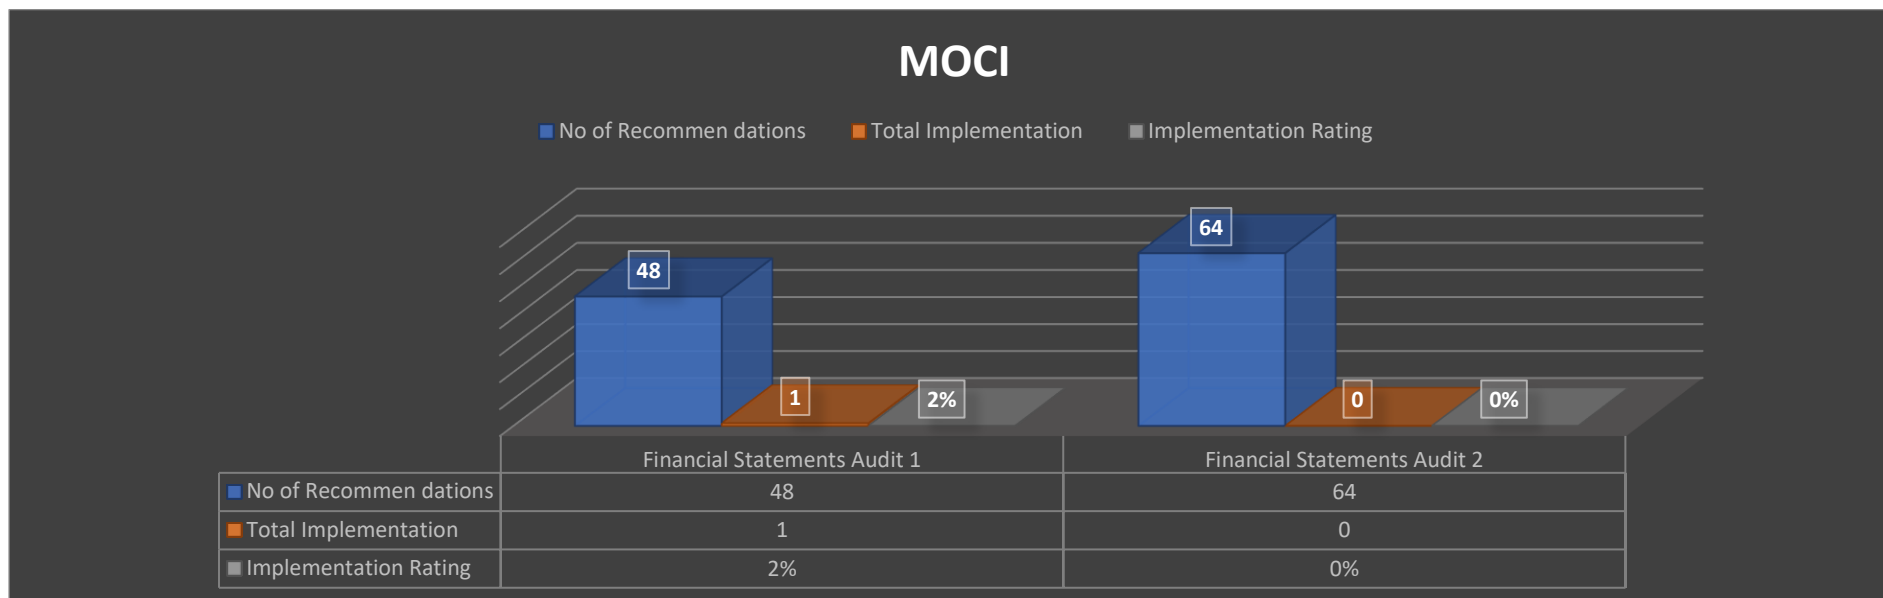 MOCI
No of Recommen dations Total Implementation Implementation Rating
64
48
1 2% 0 0%
Financial Statements Audit 1 Financial Statements Audit 2
No of Recommen dations 48 64
Total Implementation 1 0
Implementation Rating 2% 0%